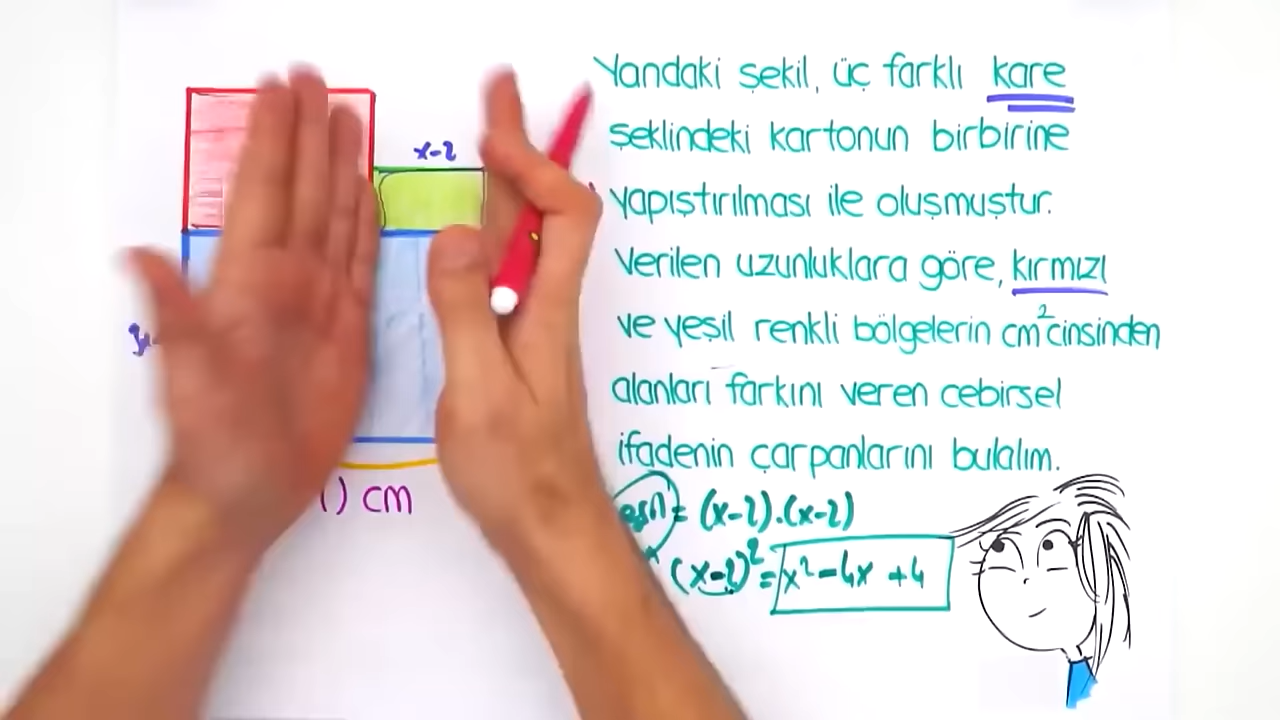 Yandaki şekil, üç farklı kare
şeklindeki kartonun birbirine
yapıştırılması ile oluşmuştur.
Verilen uzunluklara göre, kırmızı
ve yeşil renkli bölgelerin cm² cinsinden
alanları farkını veren cebirsel
ifadenin çarpanlarını bulalım.
x-2
) cm
= (x-2).(x-2)
(x-2)² = x² - 4x + 4